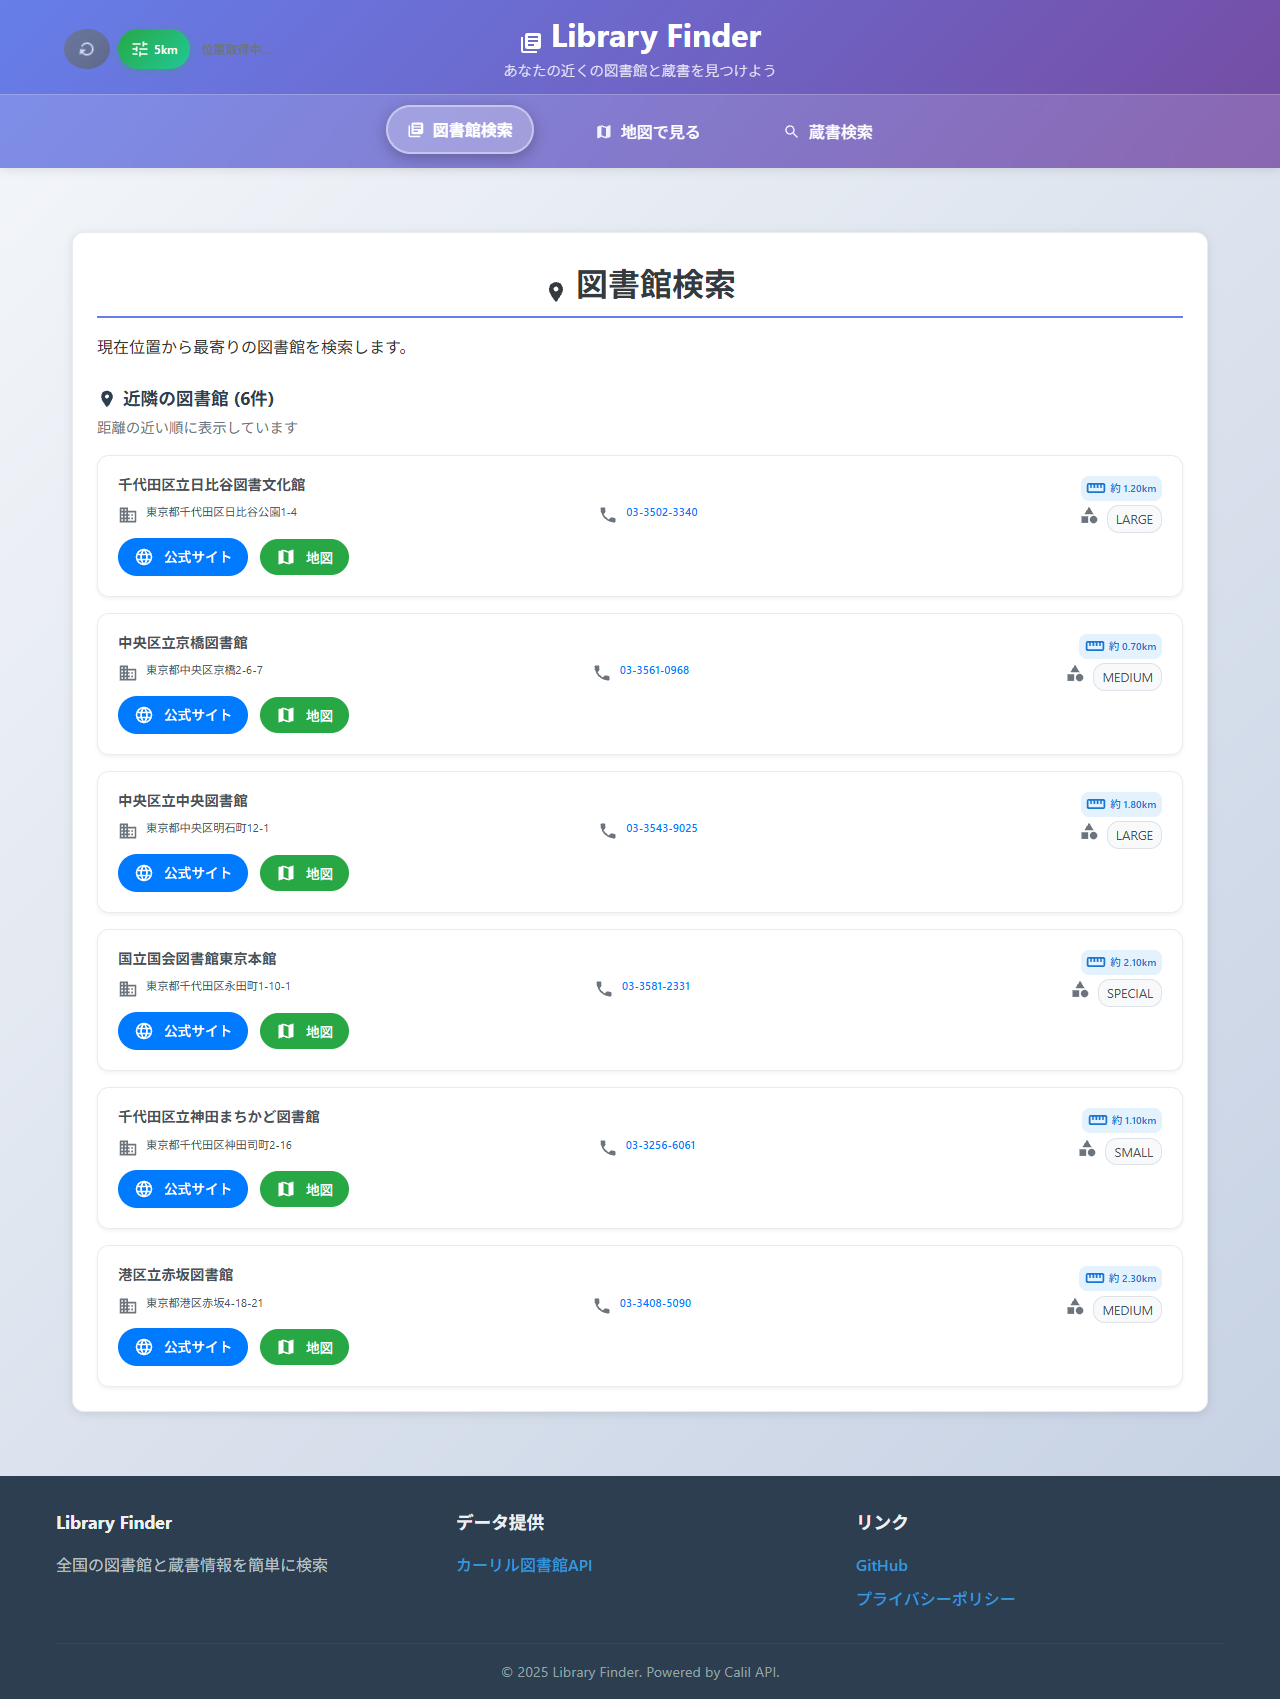 5km
位置取得中...
Library Finder
あなたの近くの図書館と蔵書を見つけよう
図書館検索
地図で見る
蔵書検索
図書館検索
現在位置から最寄りの図書館を検索します。
近隣の図書館 (6件)
距離の近い順に表示しています
千代田区立日比谷図書文化館
約 1.20km
東京都千代田区日比谷公園1-4
03-3502-3340
LARGE
公式サイト
地図
中央区立京橋図書館
約 0.70km
東京都中央区京橋2-6-7
03-3561-0968
MEDIUM
公式サイト
地図
中央区立中央図書館
約 1.80km
東京都中央区明石町12-1
03-3543-9025
LARGE
公式サイト
地図
国立国会図書館東京本館
約 2.10km
東京都千代田区永田町1-10-1
03-3581-2331
SPECIAL
公式サイト
地図
千代田区立神田まちかど図書館
約 1.10km
東京都千代田区神田司町2-16
03-3256-6061
SMALL
公式サイト
地図
港区立赤坂図書館
約 2.30km
東京都港区赤坂4-18-21
03-3408-5090
MEDIUM
公式サイト
地図
Library Finder
全国の図書館と蔵書情報を簡単に検索
データ提供
カーリル図書館API
リンク
GitHub
プライバシーポリシー
© 2025 Library Finder. Powered by Calil API.